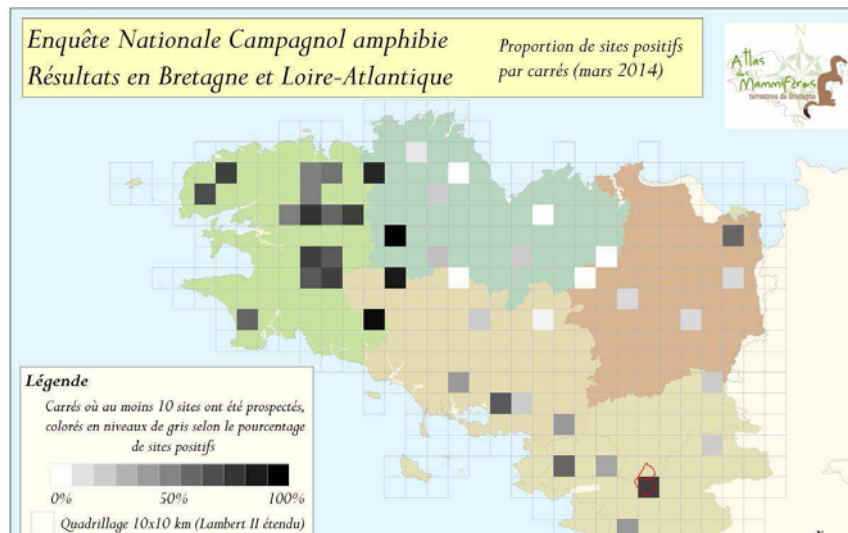 Enquête Nationale Campagnol amphibie
Résultats en Bretagne et Loire-Atlantique
Proportion de sites positifs
par carrés (mars 2014)
Atlas
des
Mammifères
terrestres de Bretagne
Légende
Carrés où au moins 10 sites ont été prospectés,
colorés en niveaux de gris selon le pourcentage
de sites positifs
0% 50% 100%
Quadrillage 10x10 km (Lambert II étendu)